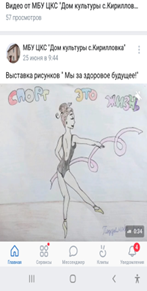 Видео от МБУ ЦКС "Дом культуры с.Кириллов...
57 просмотров
МБУ ЦКС "Дом культуры с.Кирилловка"
25 июня в 9:44
Выставка рисунков " Мы за здоровое будущее!"
СПОРТ ЭТО ЖИЗНЬ
0:34
Главная Сервисы Мессенджер Клипы Уведомления